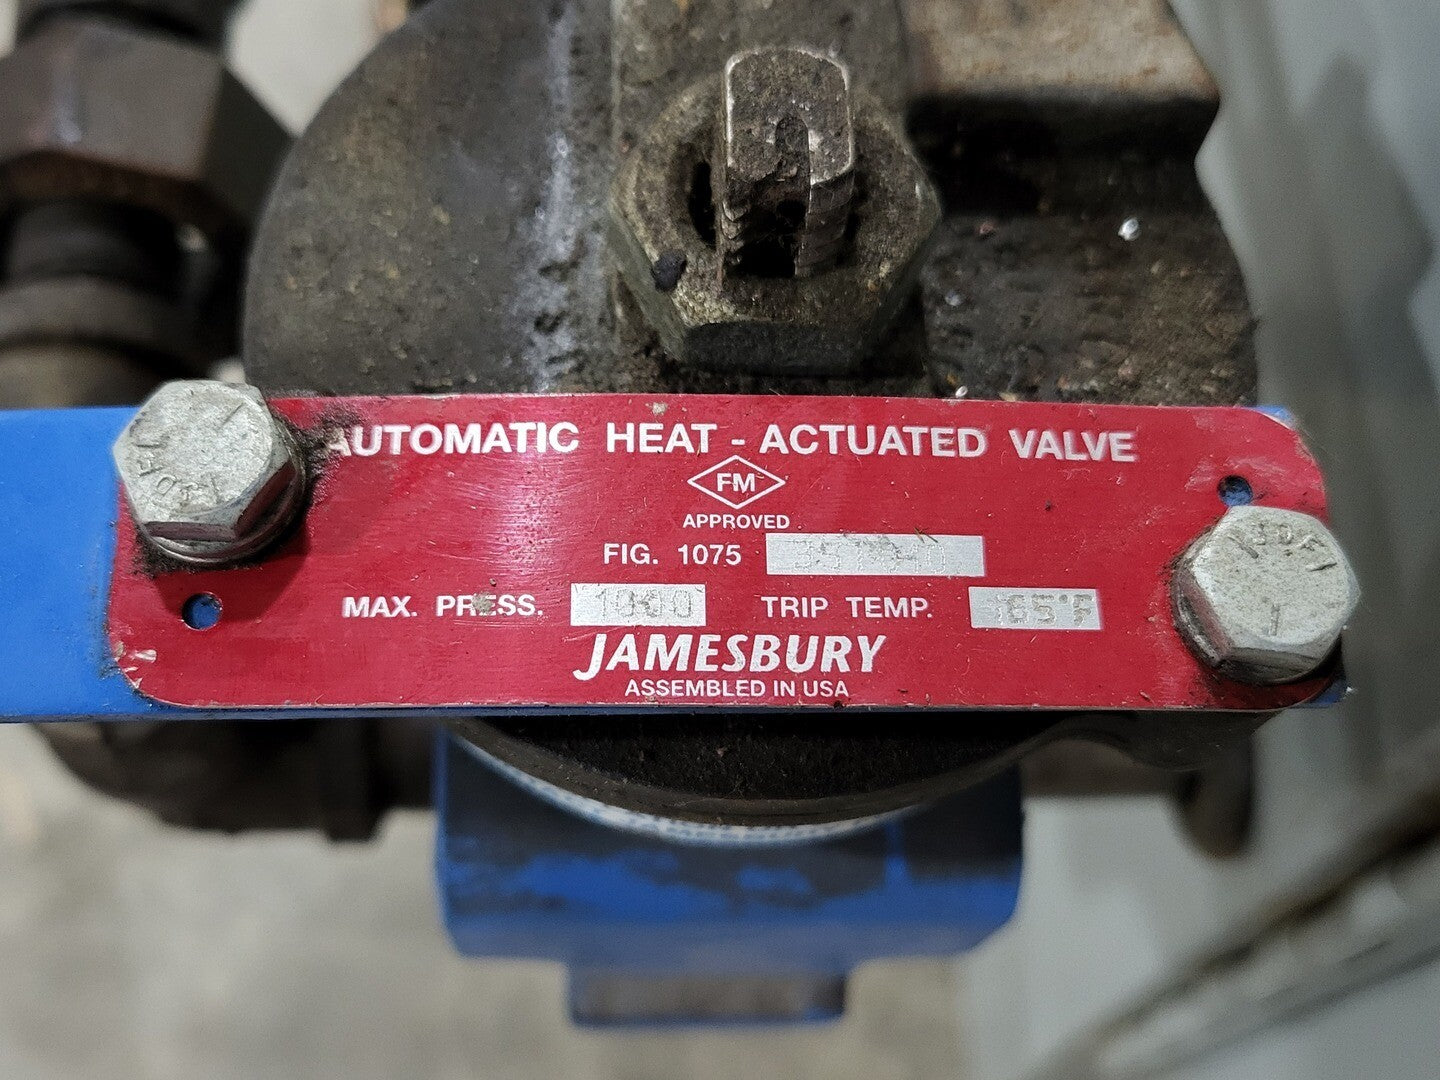 AUTOMATIC HEAT - ACTUATED VALVE
FM
APPROVED
FIG. 1075
MAX. PRESS. 1000 TRIP TEMP. 165°F
JAMESBURY
ASSEMBLED IN USA